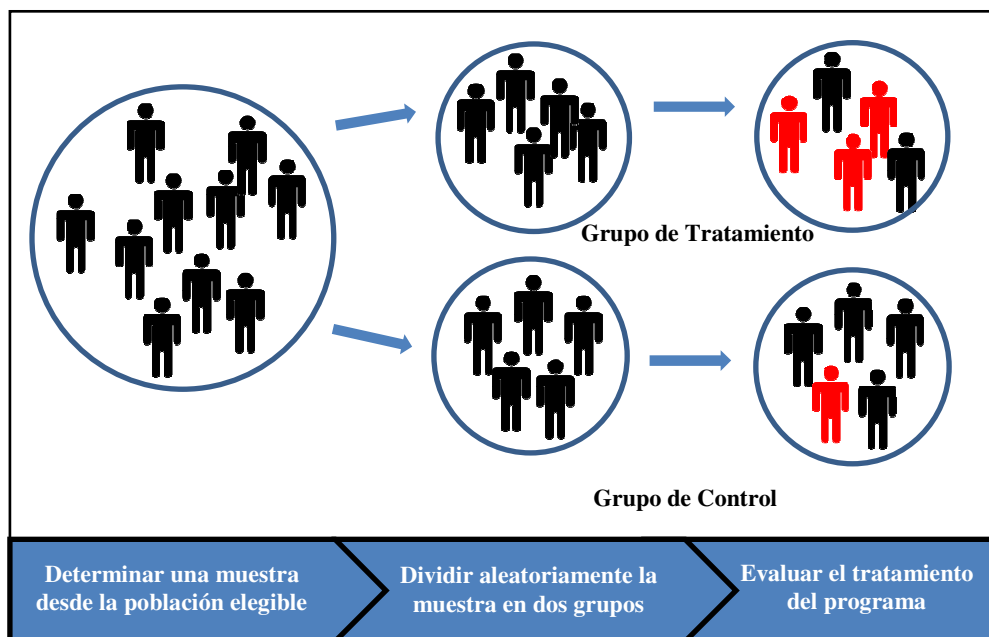 Grupo de Tratamiento
Grupo de Control
Determinar una muestra
desde la población elegible
Dividir aleatoriamente la
muestra en dos grupos
Evaluar el tratamiento
del programa